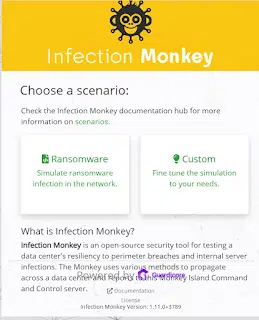 Infection Monkey
Choose a scenario:
Check the Infection Monkey documentation hub for more
information on scenarios.
Ransomware
Simulate ransomware
infection in the network.
Custom
Fine tune the simulation
to your needs.
What is Infection Monkey?
Infection Monkey is an open-source security tool for testing a
data center's resiliency to perimeter breaches and internal server
infections. The Monkey uses various methods to propagate
across a data center and reports to this Monkey Island Command
and Control server.
Powered by Guardicore
Documentation
License
Infection Monkey Version: 1.11.0+3789